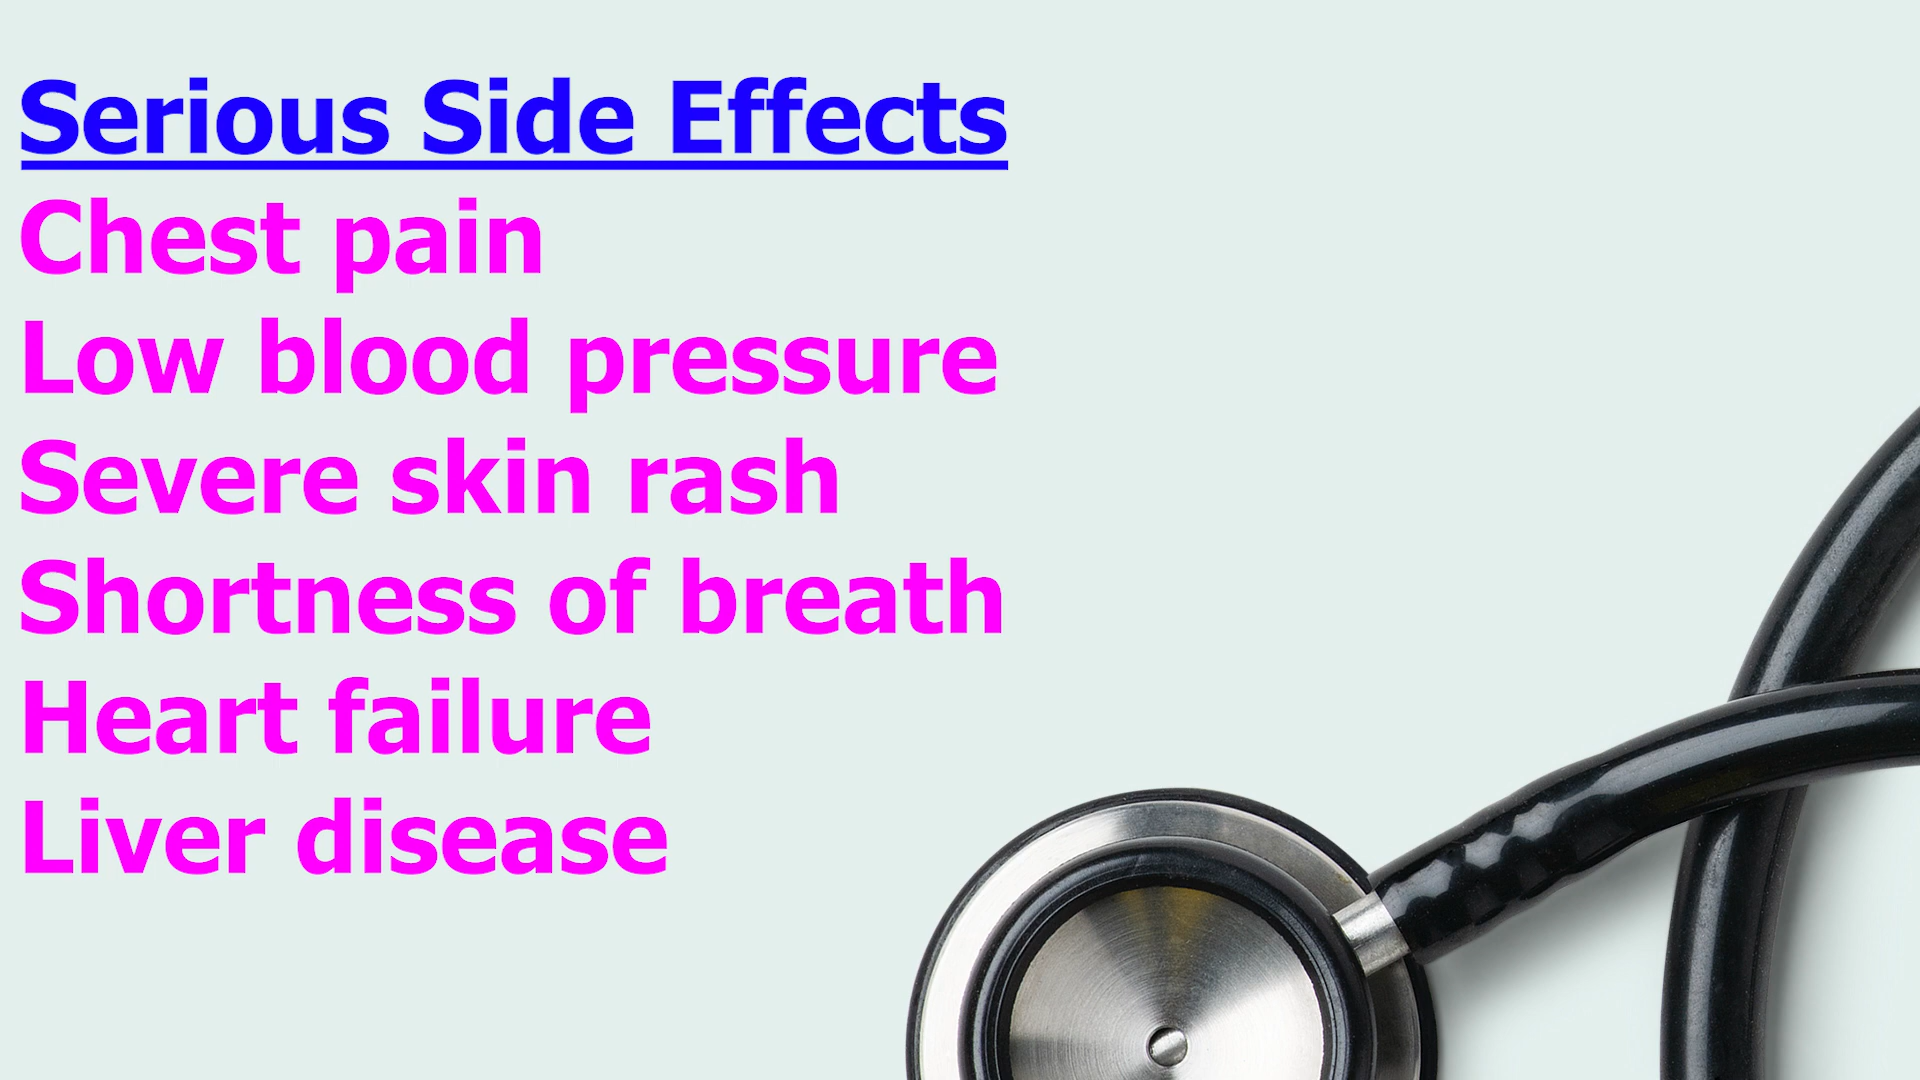 Serious Side Effects
Chest pain
Low blood pressure
Severe skin rash
Shortness of breath
Heart failure
Liver disease